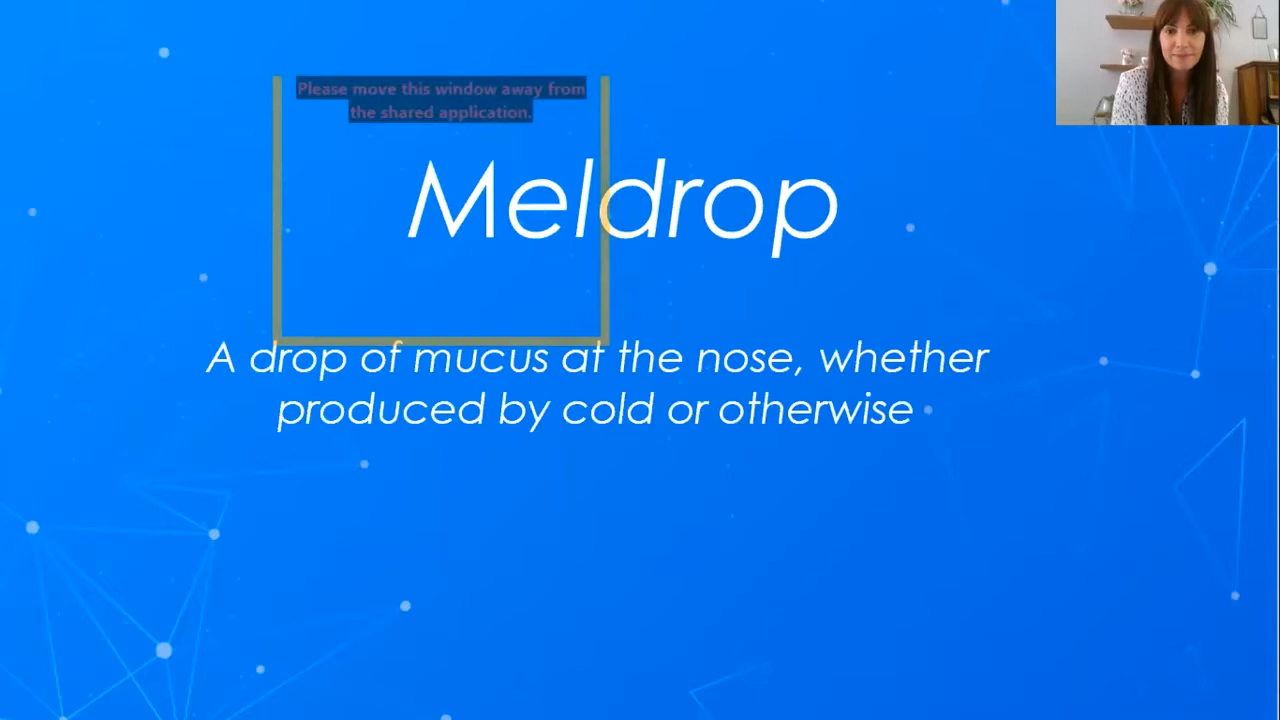 Please move this window away from
the shared application.
Meldrop
A drop of mucus at the nose, whether
produced by cold or otherwise